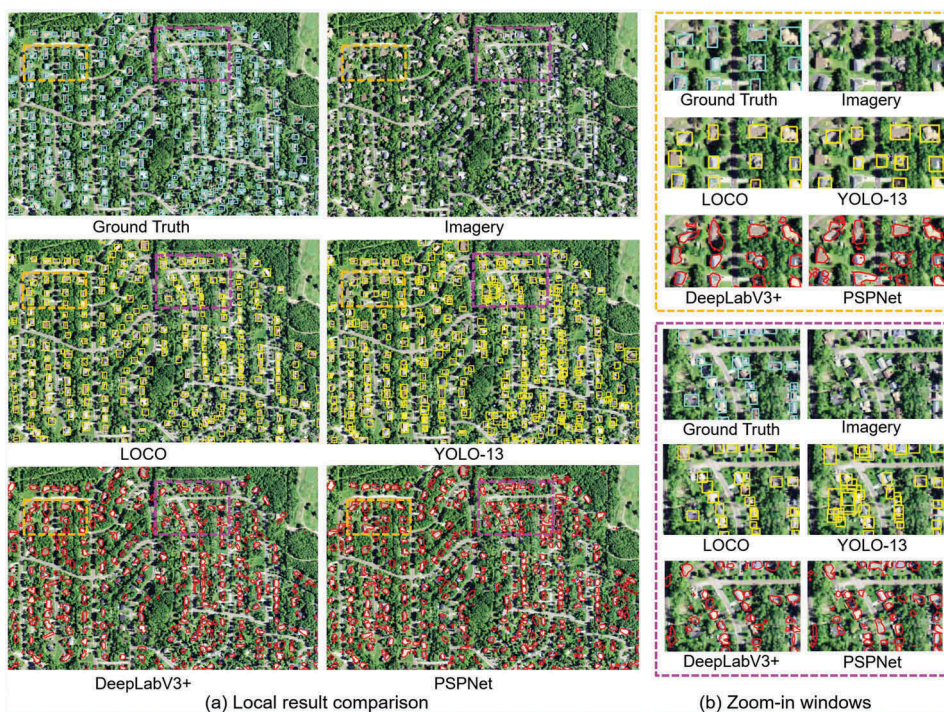 Ground Truth
Imagery
LOCO
YOLO-13
DeepLabV3+
PSPNet
(a) Local result comparison
Ground Truth
Imagery
LOCO
YOLO-13
DeepLabV3+
PSPNet
Ground Truth
Imagery
LOCO
YOLO-13
DeepLabV3+
PSPNet
(b) Zoom-in windows